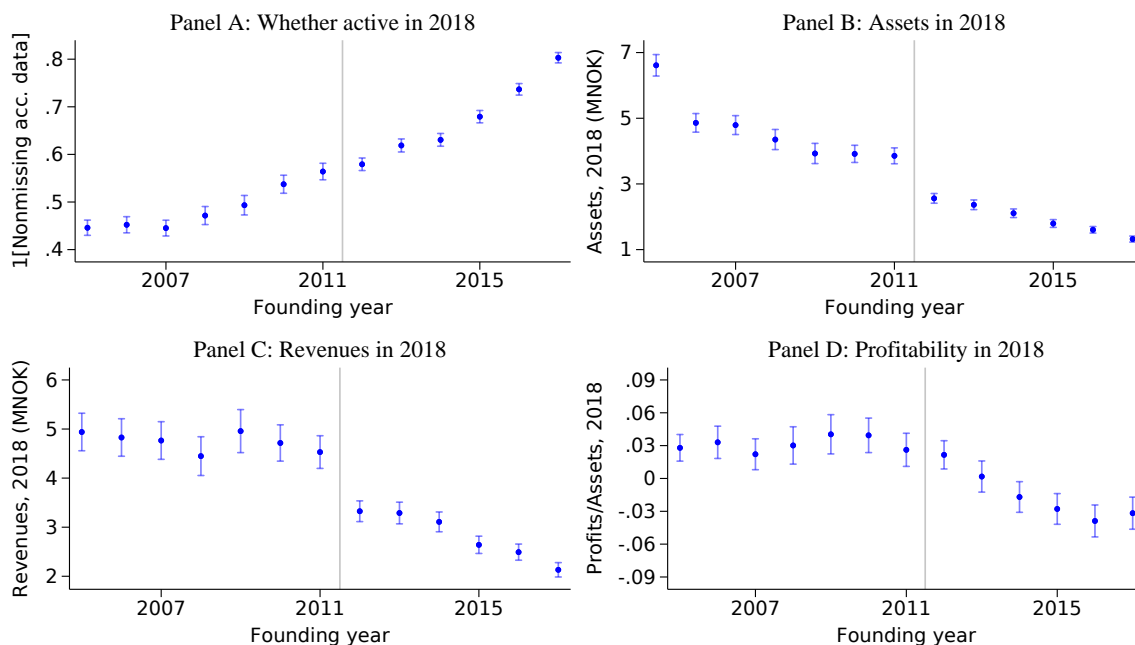 Panel A: Whether active in 2018
1[Nonmissing acc. data]
.8
.7
.6
.5
.4
2007
2011
2015
Founding year
Panel B: Assets in 2018
Assets, 2018 (MNOK)
7
5
3
1
2007
2011
2015
Founding year
Panel C: Revenues in 2018
Revenues, 2018 (MNOK)
6
5
4
3
2
2007
2011
2015
Founding year
Panel D: Profitability in 2018
Profits/Assets, 2018
.09
.06
.03
0
-.03
-.06
-.09
2007
2011
2015
Founding year